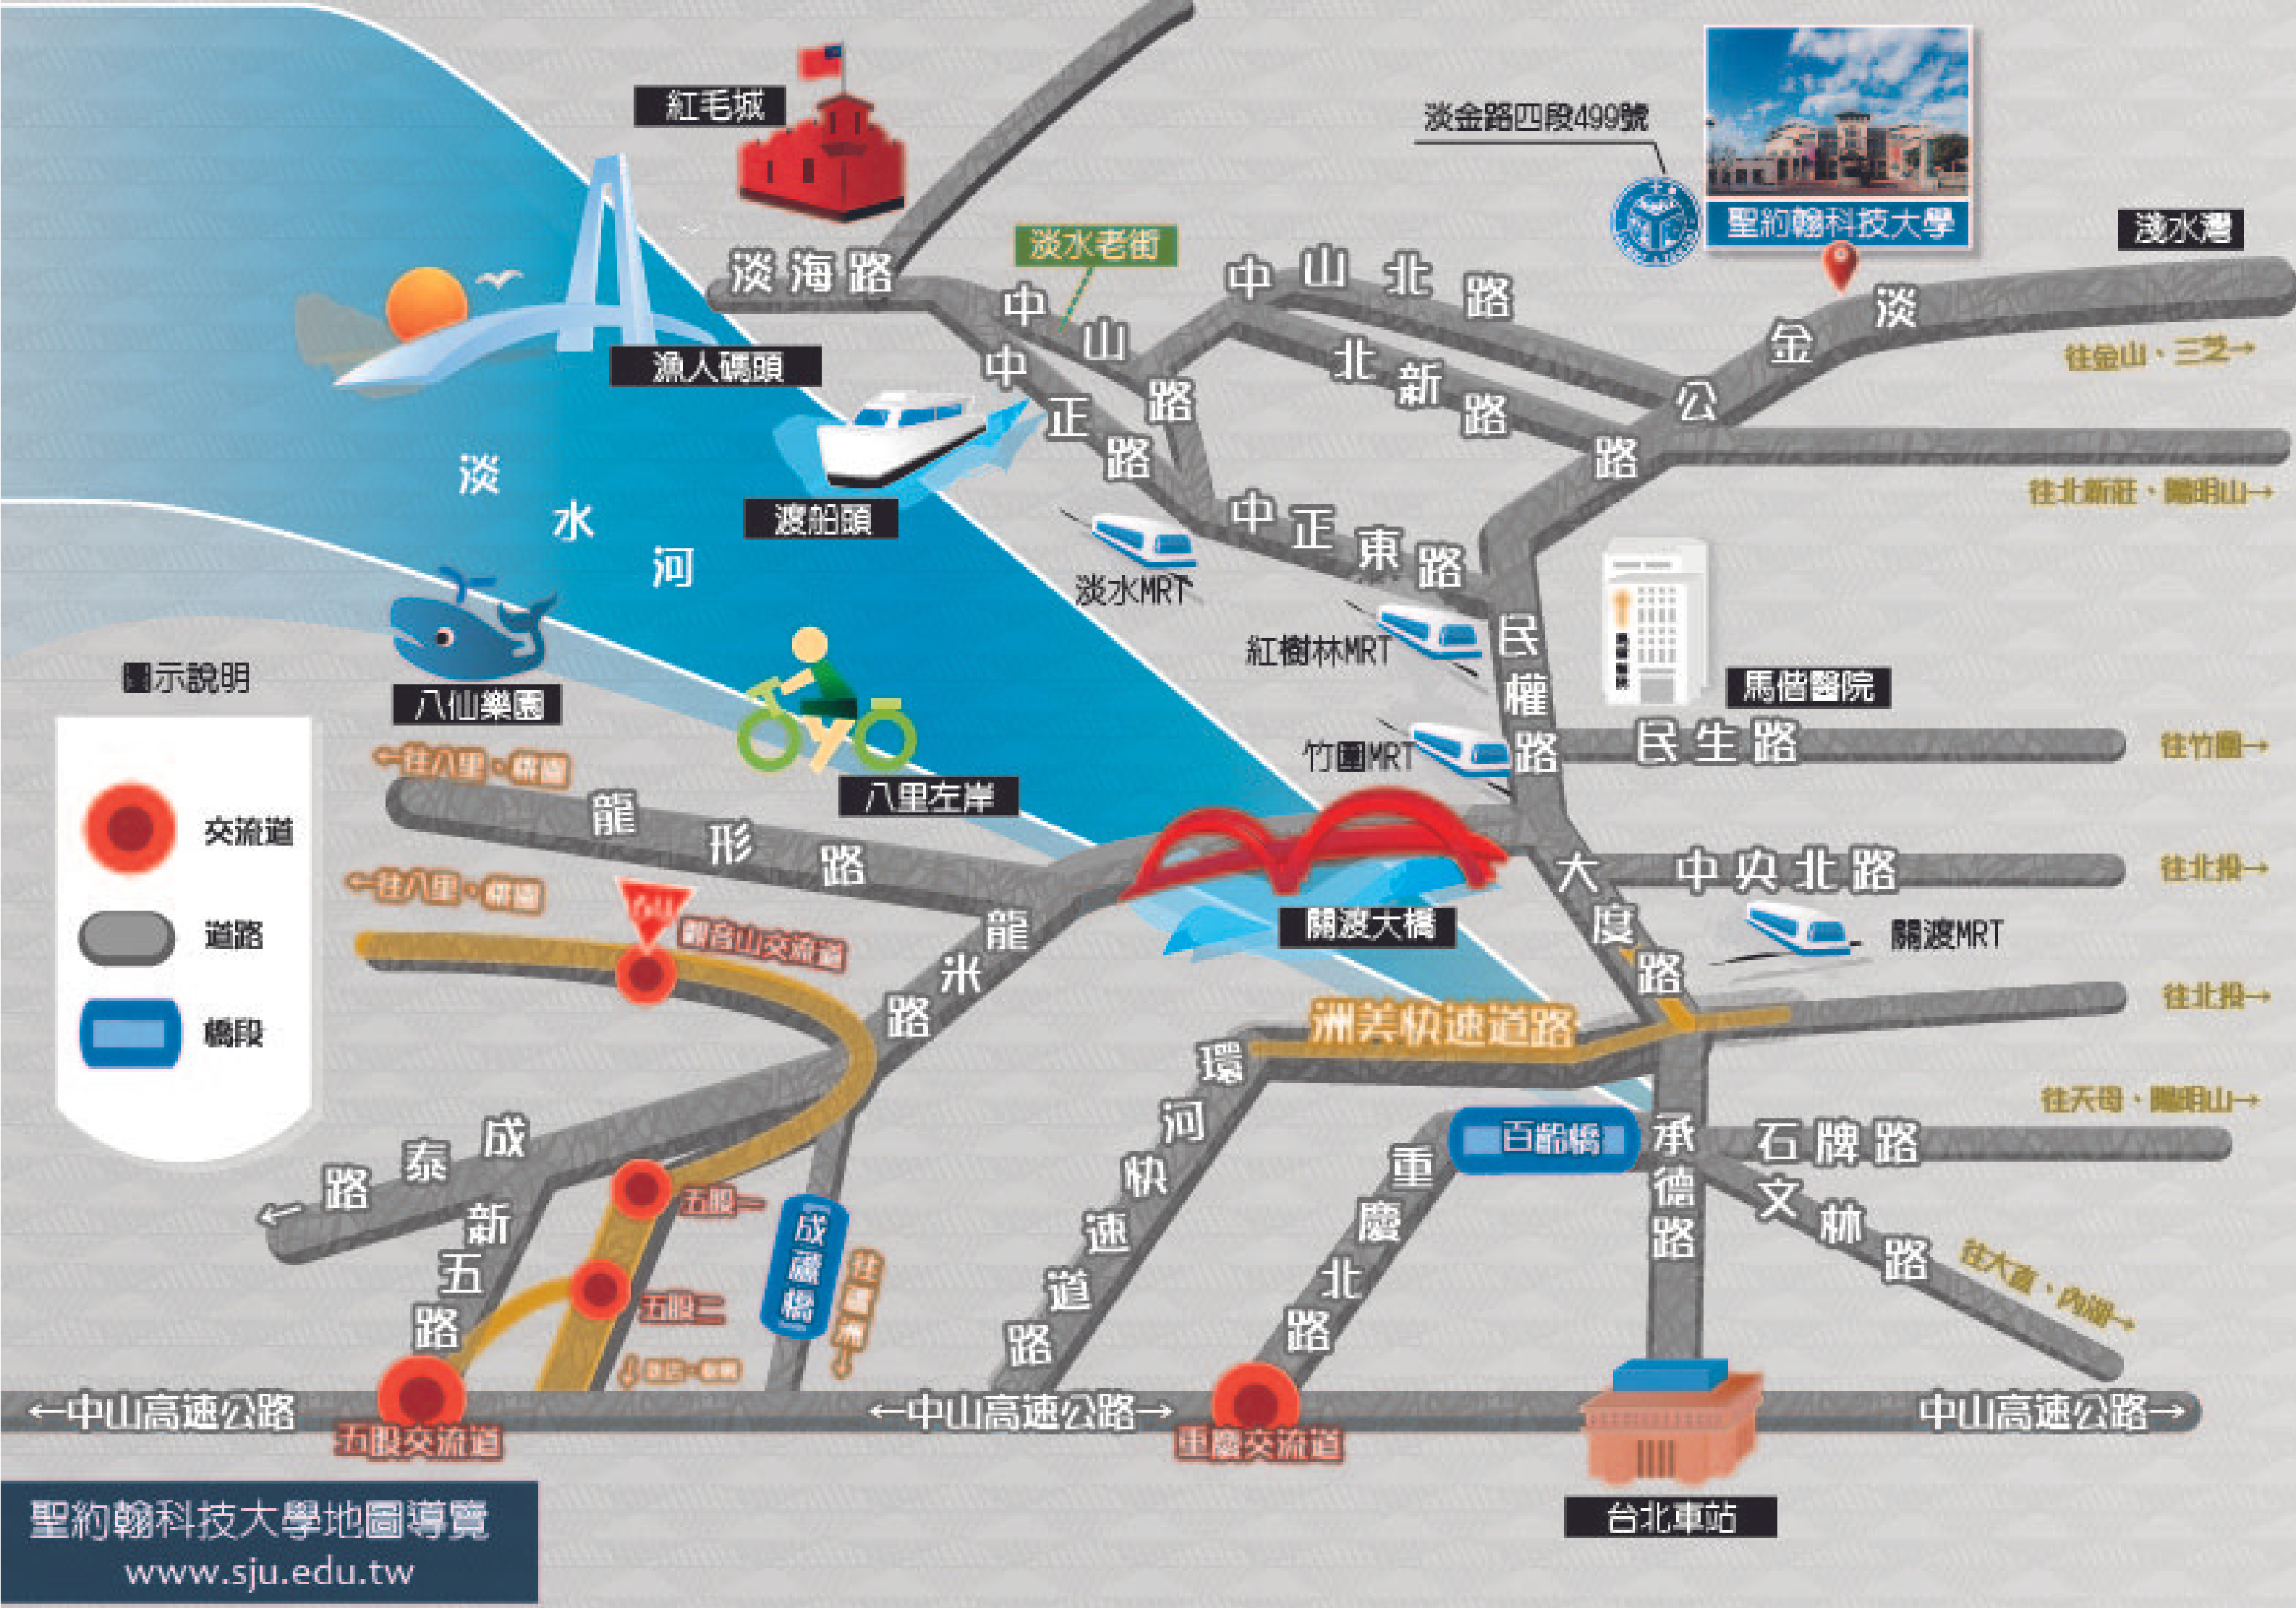 紅毛城
淡金路四段499號
聖約翰科技大學
淺水灣
淡海路
淡水老街
中山路
中山北路
淡金公路
漁人碼頭
中正路
北新路
往金山、三芝→
淡水河
渡船頭
中正東路
往北新莊、陽明山→
淡水MRT
紅樹林MRT
民權路
馬偕醫院
圖示說明
八仙樂園
竹圍MRT
民生路
往竹圍→
←往八里、桃園
八里左岸
龍形路
交流道
道路
橋段
←往八里、桃園
觀音山交流道
龍米路
關渡大橋
大度路
中央北路
往北投→
關渡MRT
洲美快速道路
往北投→
環河快速道路
往天母、陽明山→
百齡橋
承德路
石牌路
文林路
往大直、內湖→
重慶北路
成泰路
←
新五路
五股一
五股二
成蘆橋
往蘆洲→
←中山高速公路
五股交流道
←中山高速公路→
重慶交流道
中山高速公路→
台北車站
聖約翰科技大學地圖導覽
www.sju.edu.tw